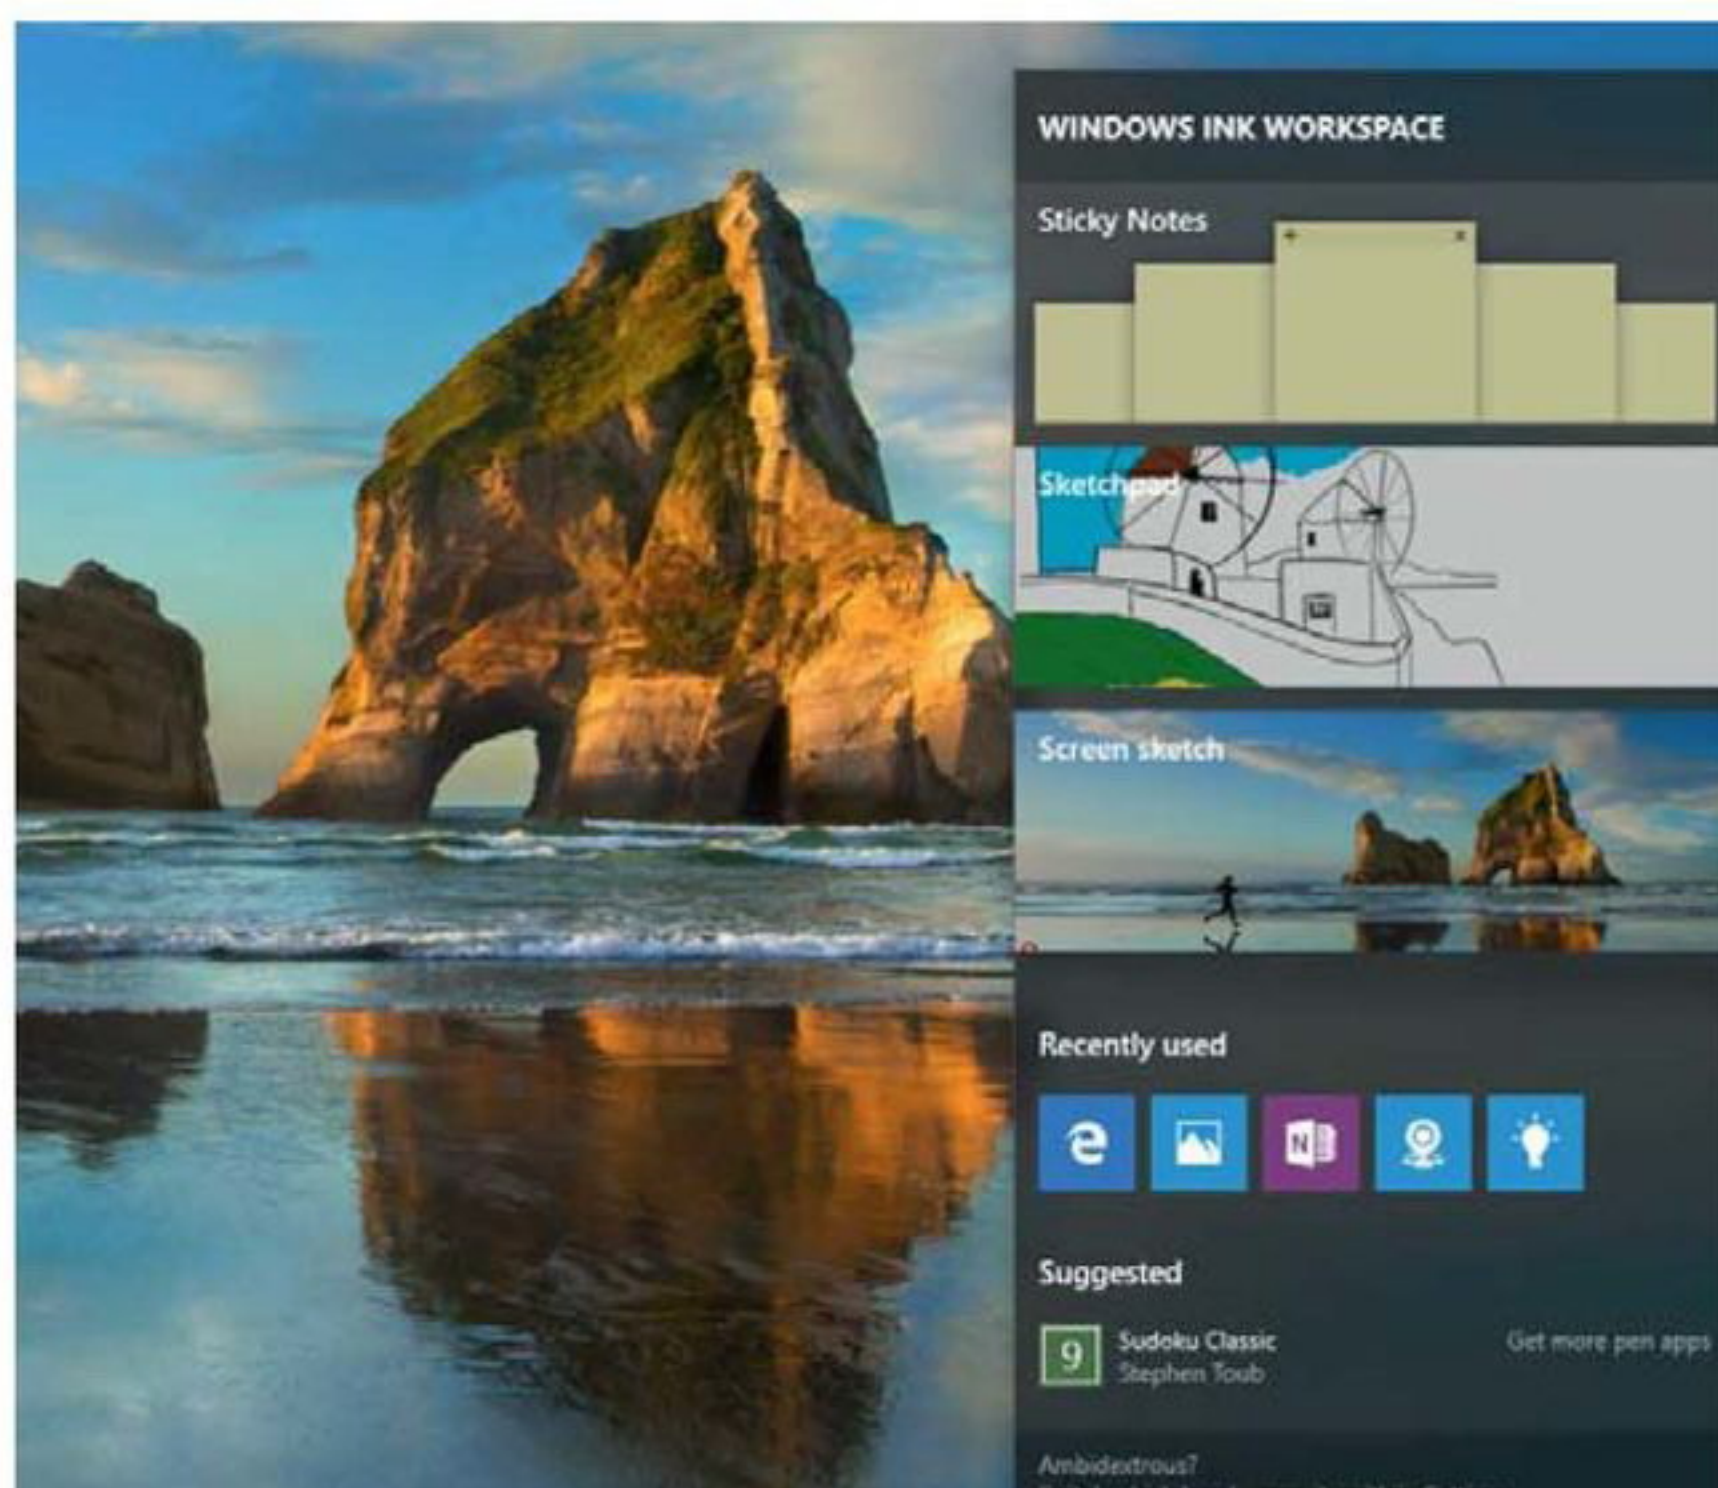 WINDOWS INK WORKSPACE
Sticky Notes
Sketchpad
Screen sketch
Recently used
Suggested
9
Sudoku Classic
Get more pen apps
Stephen Toub
Ambidextrous?